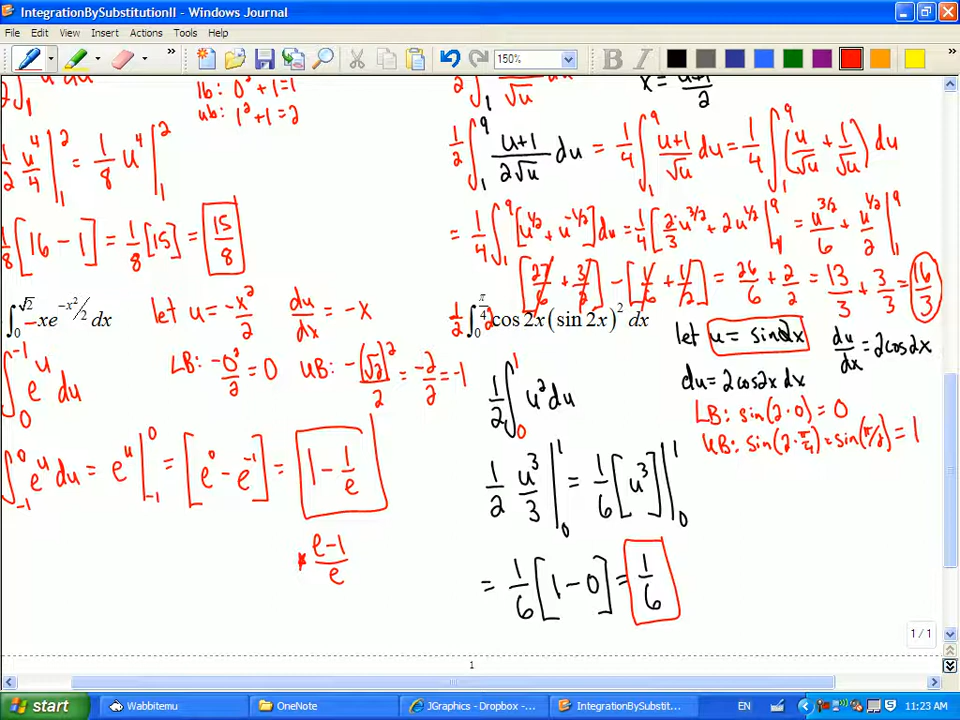 IntegrationBySubstitutionII - Windows Journal
File Edit View Insert Actions Tools Help
150%
lb: 0² + 1 = 1
ub: 1² + 1 = 2
x = u+1/2
1/2 u⁴/4 |₁² = 1/8 u⁴ |₁²
1/8 [16 − 1] = 1/8 [15] = 15/8
1/2 ∫₁⁹ u+1/2√u du = 1/4 ∫₁⁹ u+1/√u du = 1/4 ∫₁⁹ (u/√u + 1/√u) du
= 1/4 ∫₁⁹ [u^1/2 + u^-1/2] du = 1/4 [2/3 u^3/2 + 2u^1/2 |₁⁹ = u^3/2/6 + u^1/2/2 |₁⁹
[27/6 + 3/2] − [1/6 + 1/2] = 26/6 + 2/2 = 13/3 + 3/3 = 16/3
∫₀^√2 −xe^(−x²/2) dx
let u = −x²/2 du/dx = −x
∫₀^-1 e^u du
LB: −0²/2 = 0 UB: −(√2)²/2 = −2/2 = −1
∫₋₁⁰ e^u du = e^u |₋₁⁰ = [e⁰ − e⁻¹] = 1 − 1/e
* e−1/e
1/2 ∫₀^π/4 2 cos 2x (sin 2x)² dx
let u = sin 2x du/dx = 2cos2x
du = 2cos2x dx
LB: sin(2·0) = 0
UB: sin(2·π/4) = sin(π/2) = 1
1/2 ∫₀¹ u² du
1/2 u³/3 |₀¹ = 1/6 [u³] |₀¹
= 1/6 [1 − 0] = 1/6
1 / 1
1
start Wabbitemu OneNote JGraphics - Dropbox - ... IntegrationBySubstit... EN 11:23 AM